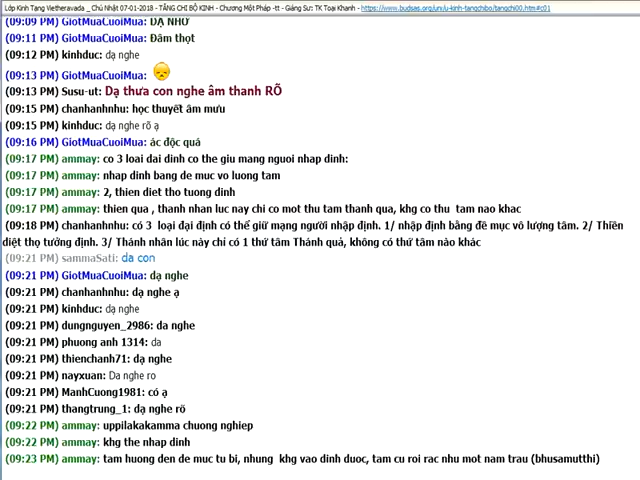 Lớp Kinh Tạng Vietheravada _ Chủ Nhật 07-01-2018 - TĂNG CHI BỘ KINH - Chương Một Pháp -tt - Giảng Sư: TK Toại Khanh - https://www.budsas.org/uni/u-kinh-tangchibo/tangchi00.htm#c01
(09:09 PM) GiotMuaCuoiMua: DẠ NHƯ
(09:11 PM) GiotMuaCuoiMua: Đâm thọt
(09:12 PM) kinhduc: dạ nghe
(09:13 PM) GiotMuaCuoiMua:
(09:13 PM) Susu-ut: Dạ thưa con nghe âm thanh RÕ
(09:15 PM) chanhanhnhu: học thuyết âm mưu
(09:15 PM) kinhduc: dạ nghe rõ ạ
(09:16 PM) GiotMuaCuoiMua: ác độc quá
(09:17 PM) ammay: co 3 loai dai dinh co the giu mang nguoi nhap dinh:
(09:17 PM) ammay: nhap dinh bang de muc vo luong tam
(09:17 PM) ammay: 2, thien diet tho tuong dinh
(09:17 PM) ammay: thien qua , thanh nhan luc nay chi co mot thu tam thanh qua, khg co thu  tam nao khac
(09:18 PM) chanhanhnhu: có 3  loại đại định có thể giữ mạng người nhập định. 1/ nhập định bằng đề mục vô lượng tâm. 2/ Thiền
diệt thọ tưởng định. 3/ Thánh nhân lúc này chỉ có 1 thứ tâm Thánh quả, không có thứ tâm nào khác
(09:21 PM) sammaSati: da con
(09:21 PM) GiotMuaCuoiMua: dạ nghe
(09:21 PM) chanhanhnhu: dạ nghe ạ
(09:21 PM) kinhduc: dạ nghe
(09:21 PM) dungnguyen_2986: da nghe
(09:21 PM) phuong anh 1314: da
(09:21 PM) thienchanh71: dạ nghe
(09:21 PM) nayxuan: Da nghe ro
(09:21 PM) ManhCuong1981: có ạ
(09:21 PM) thangtrung_1: dạ nghe rõ
(09:22 PM) ammay: uppilakakamma chuong nghiep
(09:22 PM) ammay: khg the nhap dinh
(09:23 PM) ammay: tam huong den de muc tu bi, nhung  khg vao dinh duoc, tam cu roi rac nhu mot nam trau (bhusamutthi)